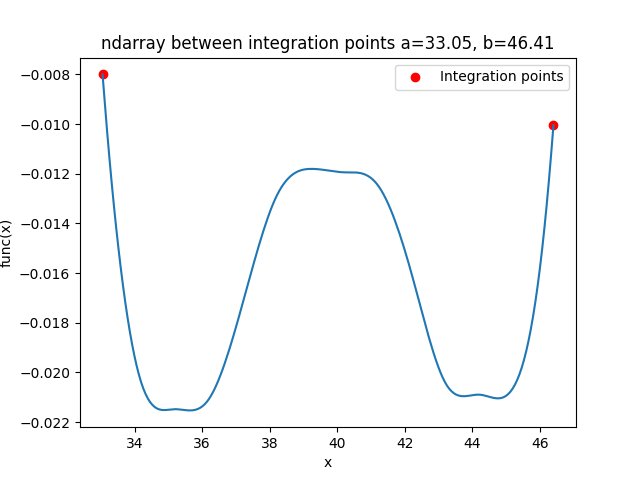 ndarray between integration points a=33.05, b=46.41
Integration points
−0.008
−0.010
−0.012
−0.014
−0.016
−0.018
−0.020
−0.022
func(x)
34 36 38 40 42 44 46
x